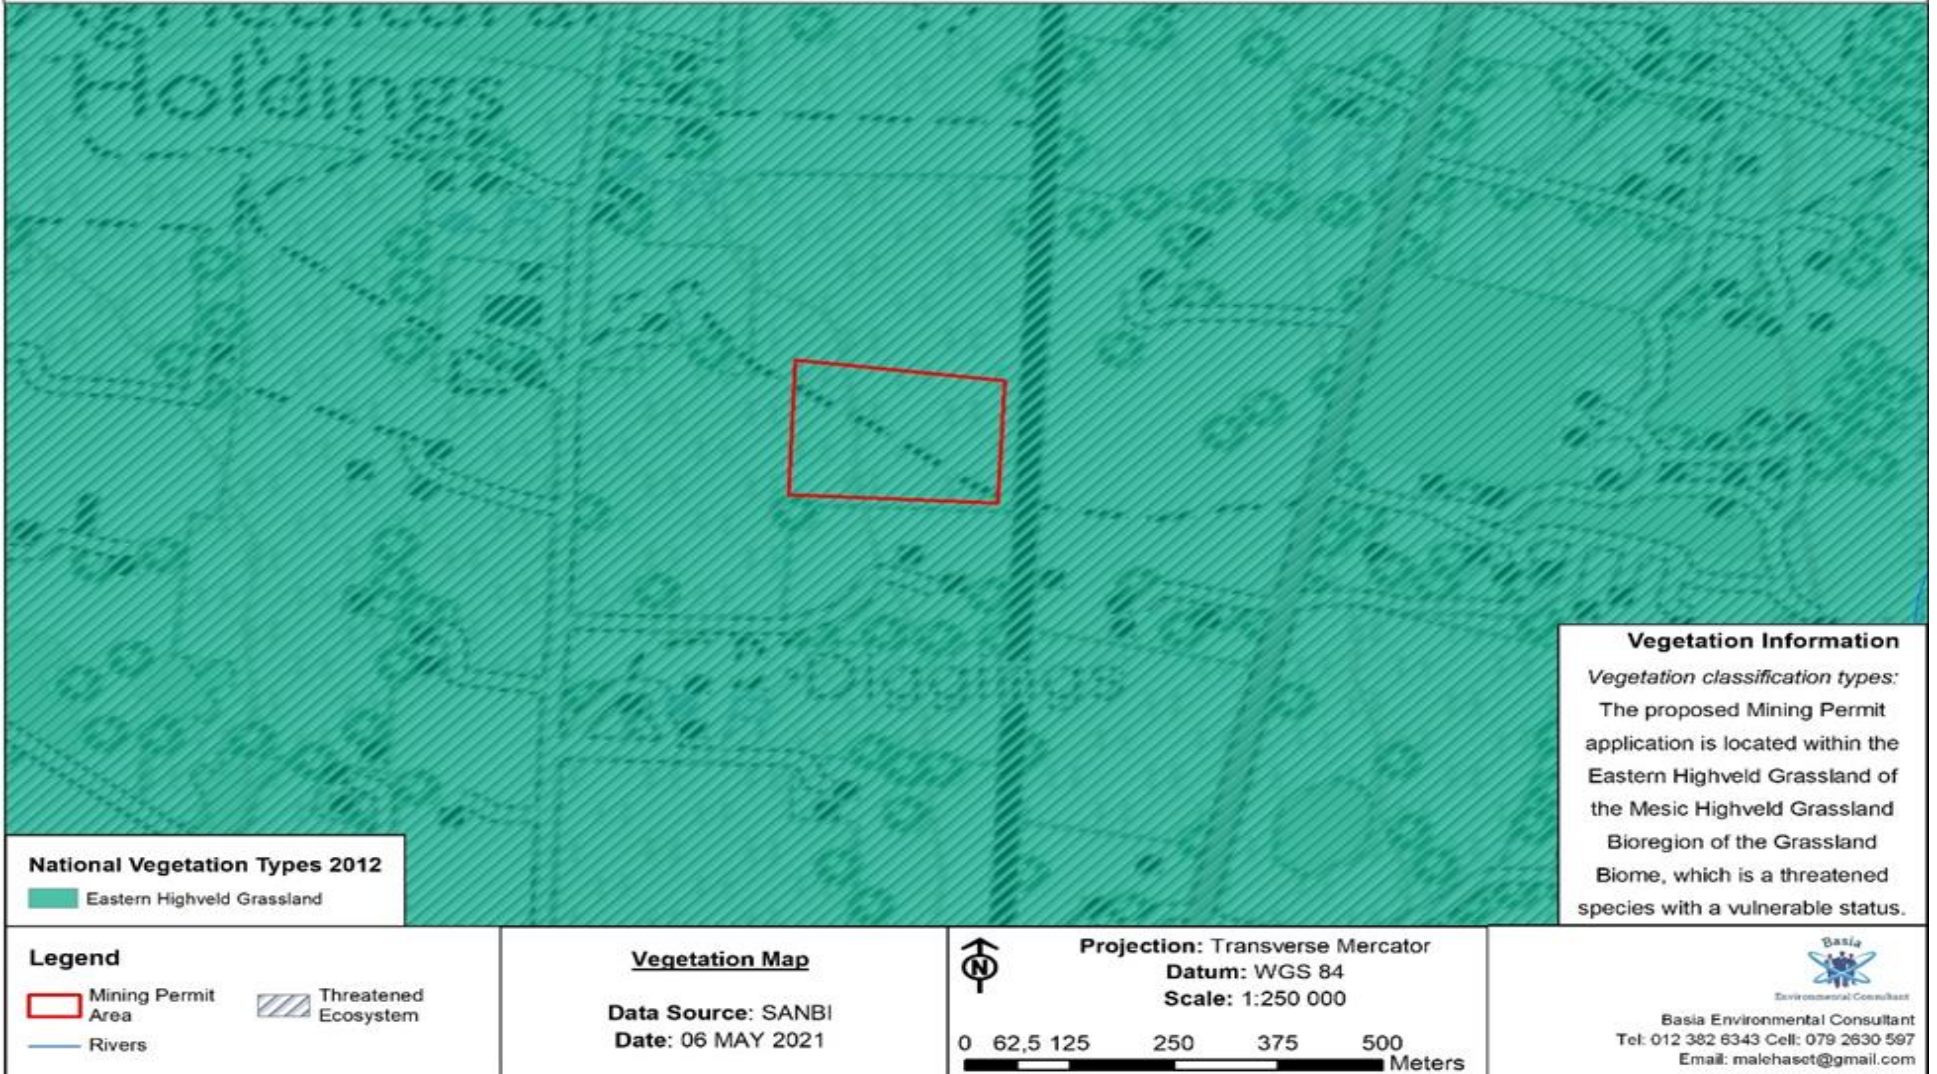 Holdings
Vegetation Information
Vegetation classification types:
The proposed Mining Permit
application is located within the
Eastern Highveld Grassland of
the Mesic Highveld Grassland
Bioregion of the Grassland
Biome, which is a threatened
species with a vulnerable status.
National Vegetation Types 2012
Eastern Highveld Grassland
Legend
Mining Permit
Area
Threatened
Ecosystem
Rivers
Vegetation Map
Data Source: SANBI
Date: 06 MAY 2021
N
Projection: Transverse Mercator
Datum: WGS 84
Scale: 1:250 000
0 62,5 125 250 375 500
Meters
Basia
Environmental Consultant
Basia Environmental Consultant
Tel: 012 382 6343 Cell: 079 2630 597
Email: malehaset@gmail.com